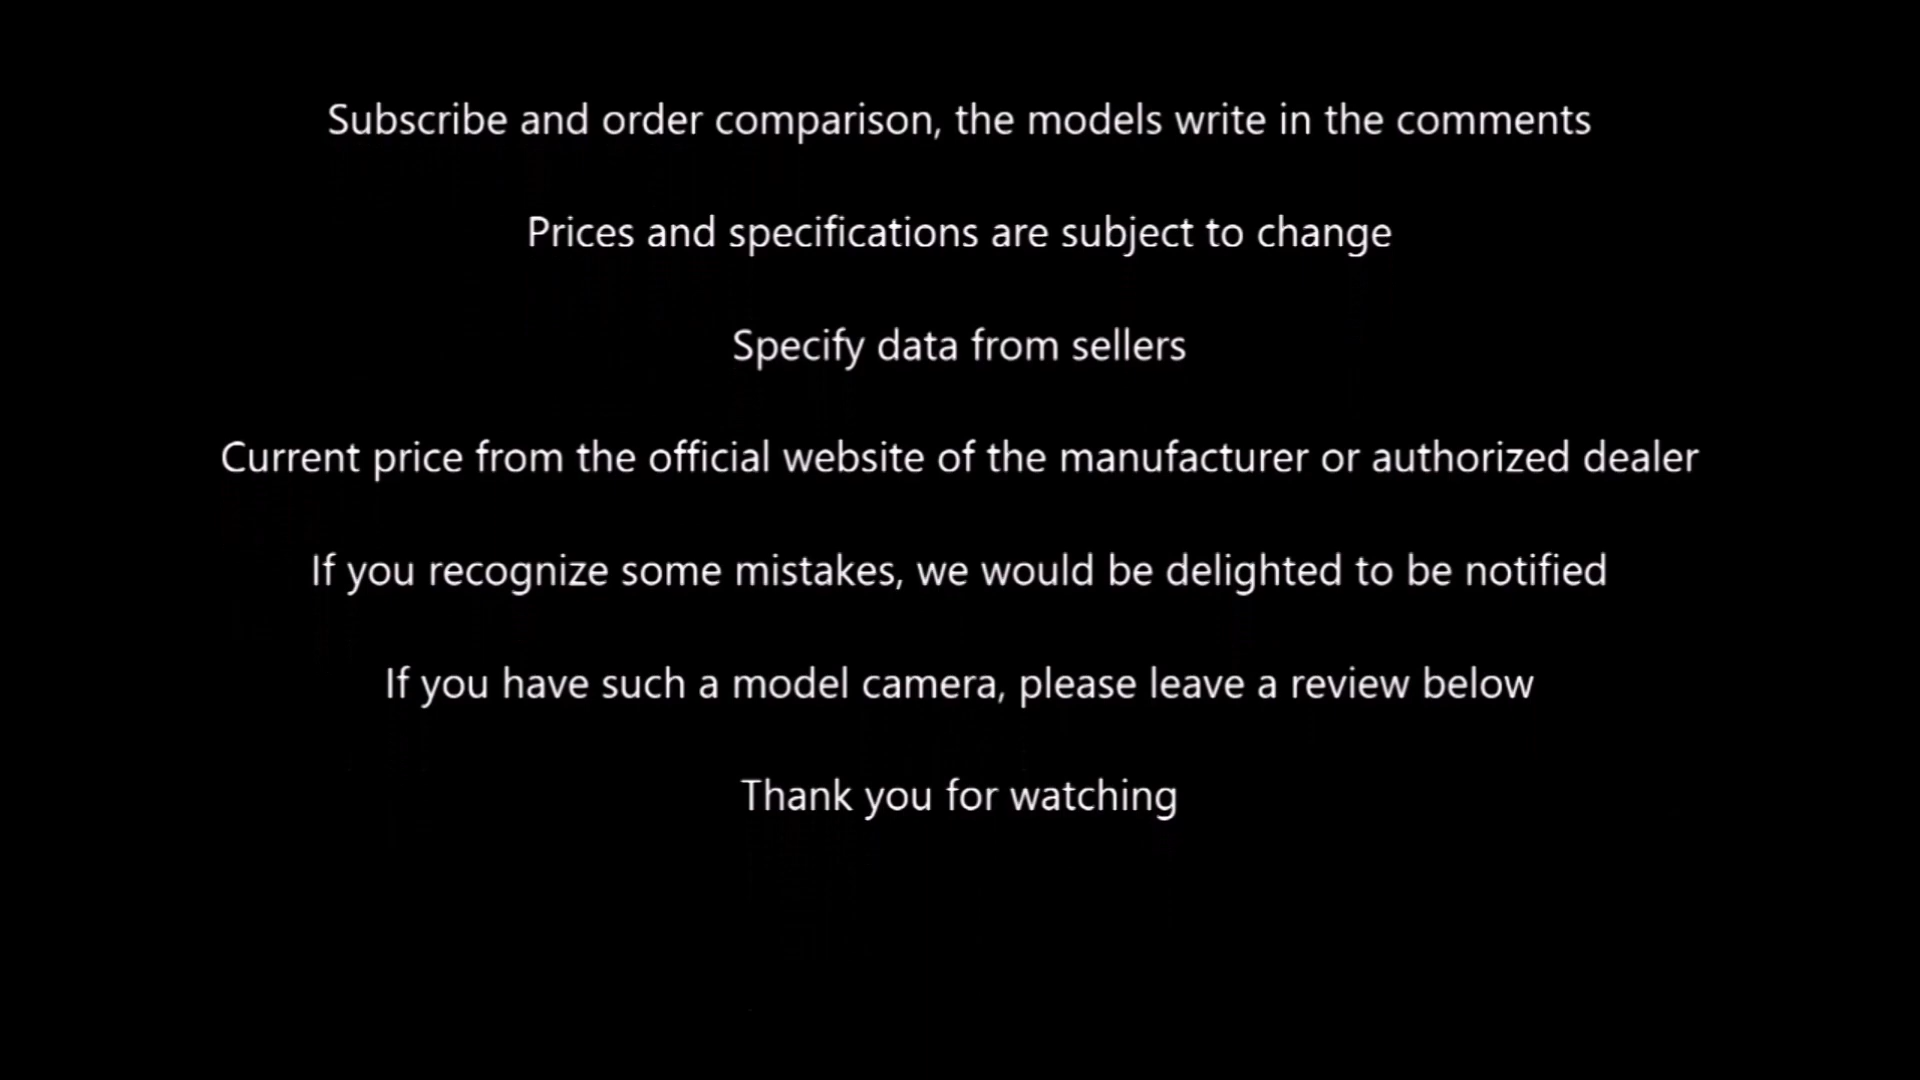 Subscribe and order comparison, the models write in the comments
Prices and specifications are subject to change
Specify data from sellers
Current price from the official website of the manufacturer or authorized dealer
If you recognize some mistakes, we would be delighted to be notified
If you have such a model camera, please leave a review below
Thank you for watching